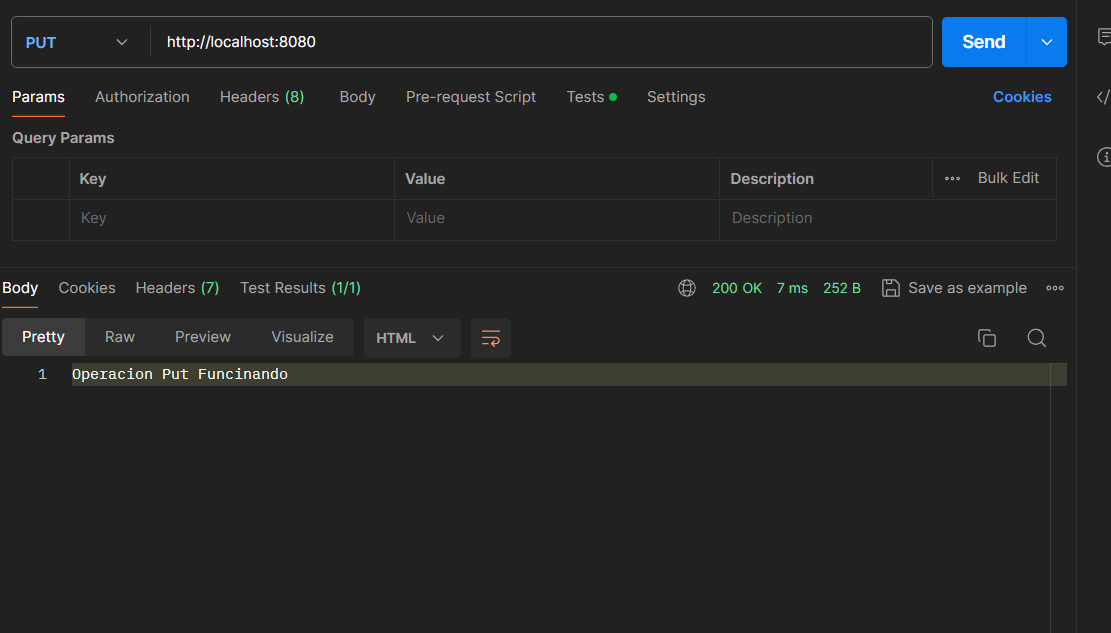 PUT http://localhost:8080 Send
Params Authorization Headers (8) Body Pre-request Script Tests Settings Cookies
Query Params
Key Value Description Bulk Edit
Key Value Description
Body Cookies Headers (7) Test Results (1/1) 200 OK 7 ms 252 B Save as example
Pretty Raw Preview Visualize HTML
1 Operacion Put Funcinando